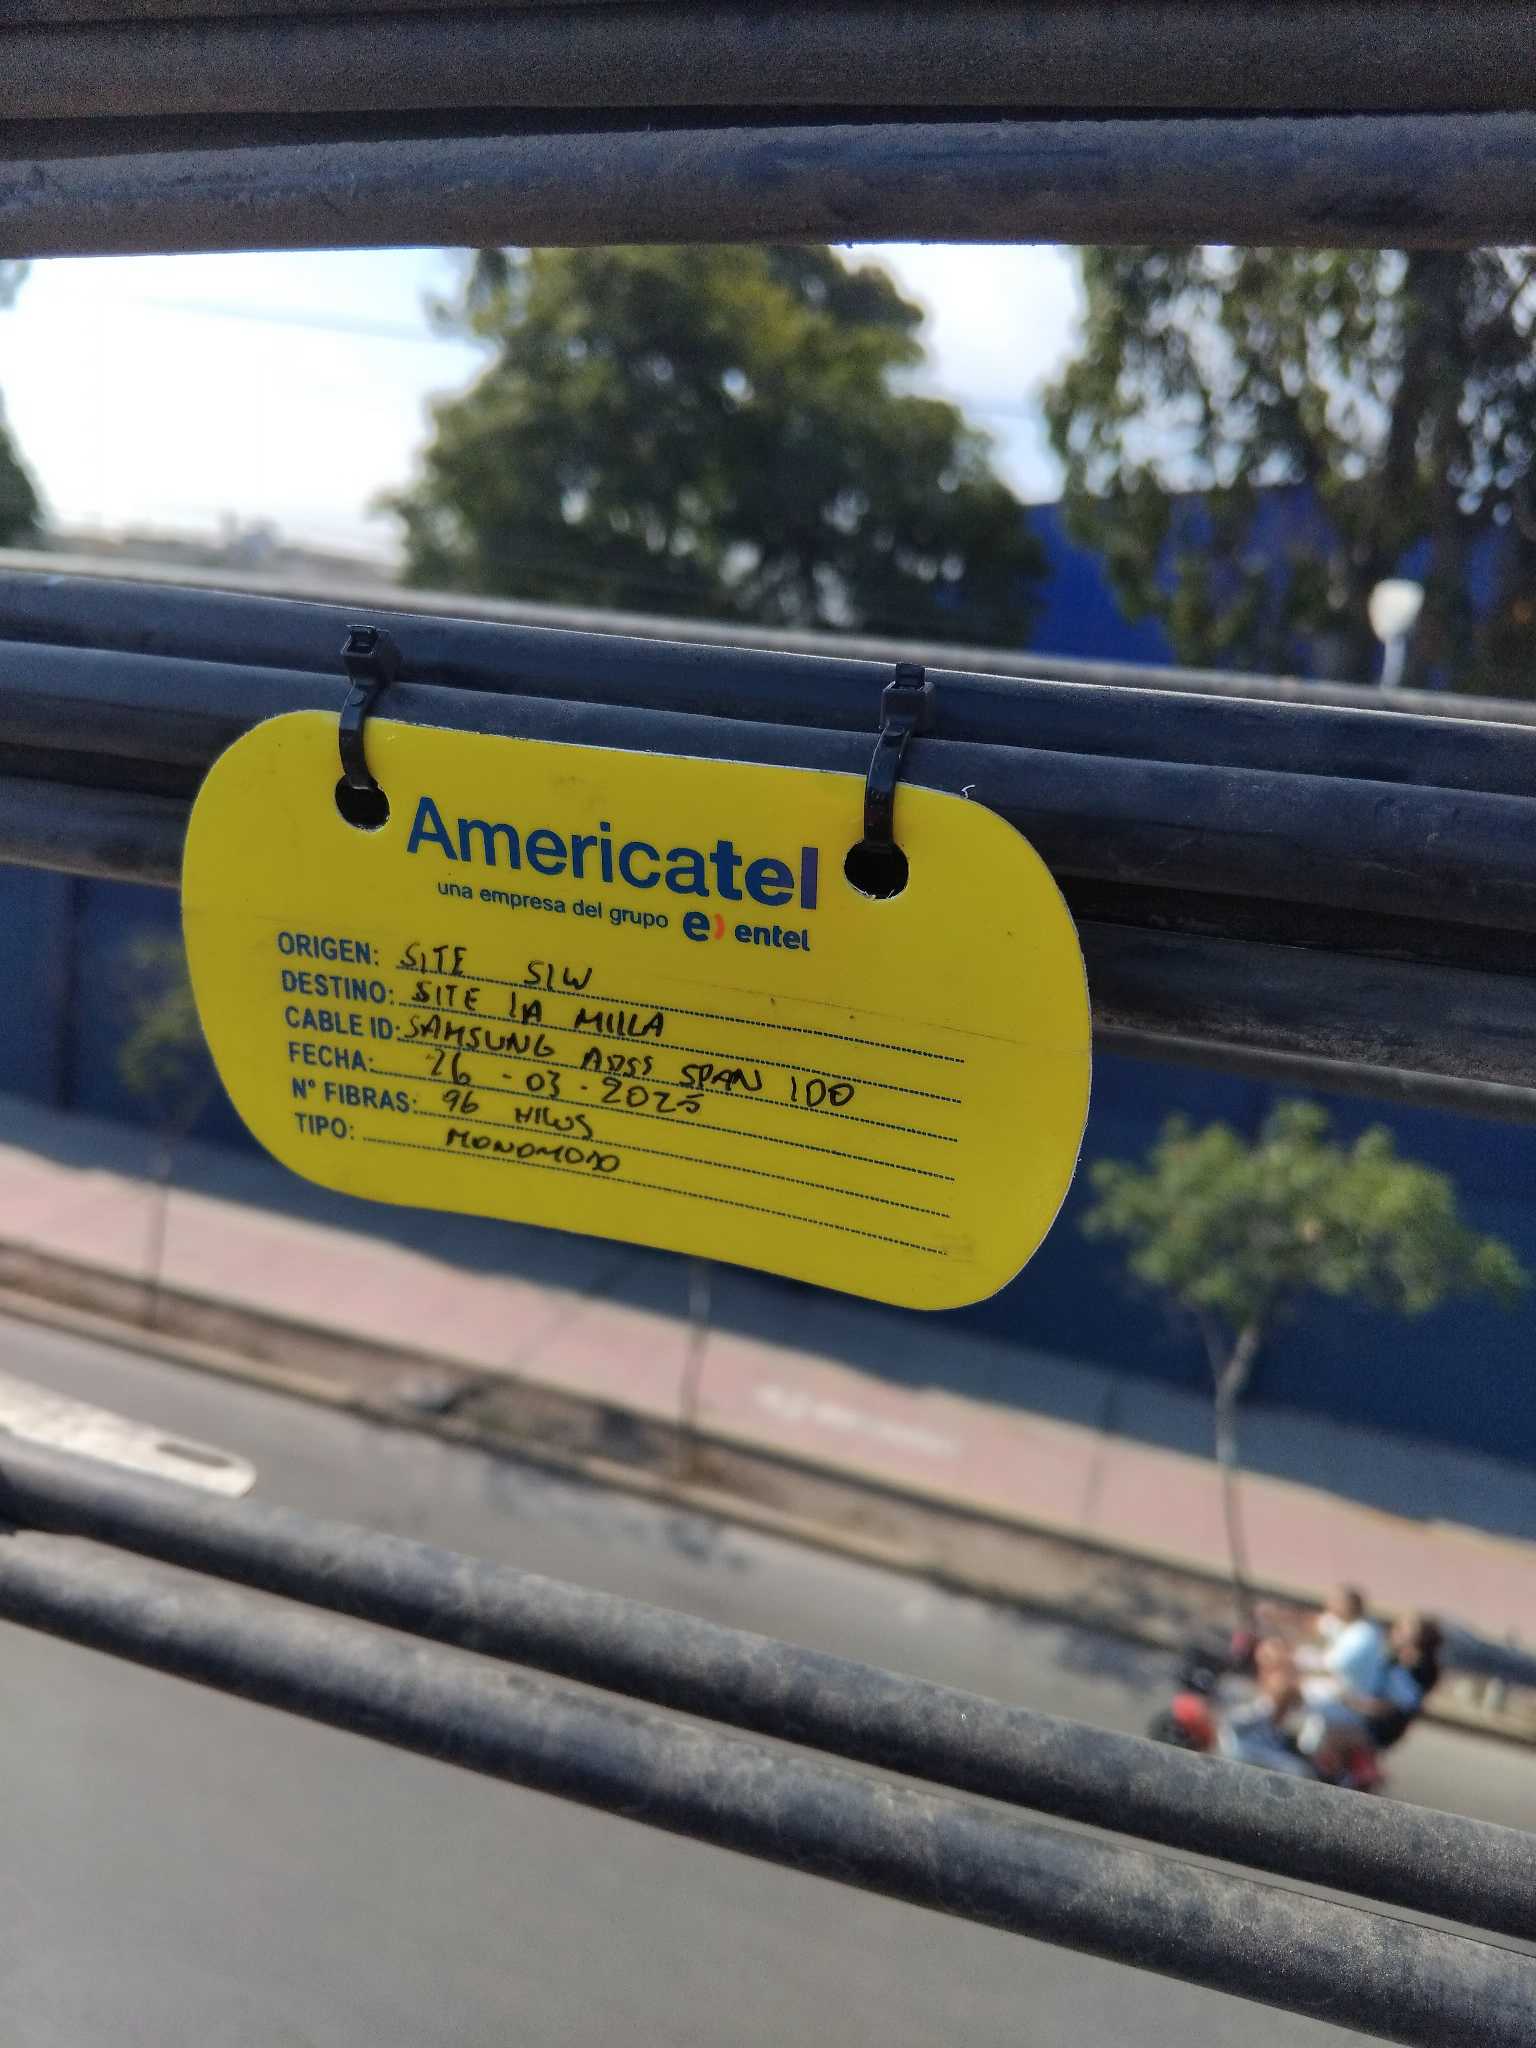 Americatel
una empresa del grupo e) entel
ORIGEN: SITE SLW
DESTINO: SITE LA MILLA
CABLE ID: SAMSUNG ADSS SPAN 100
FECHA: 26-03-2025
N° FIBRAS: 96 HILOS
TIPO: MONOMODO